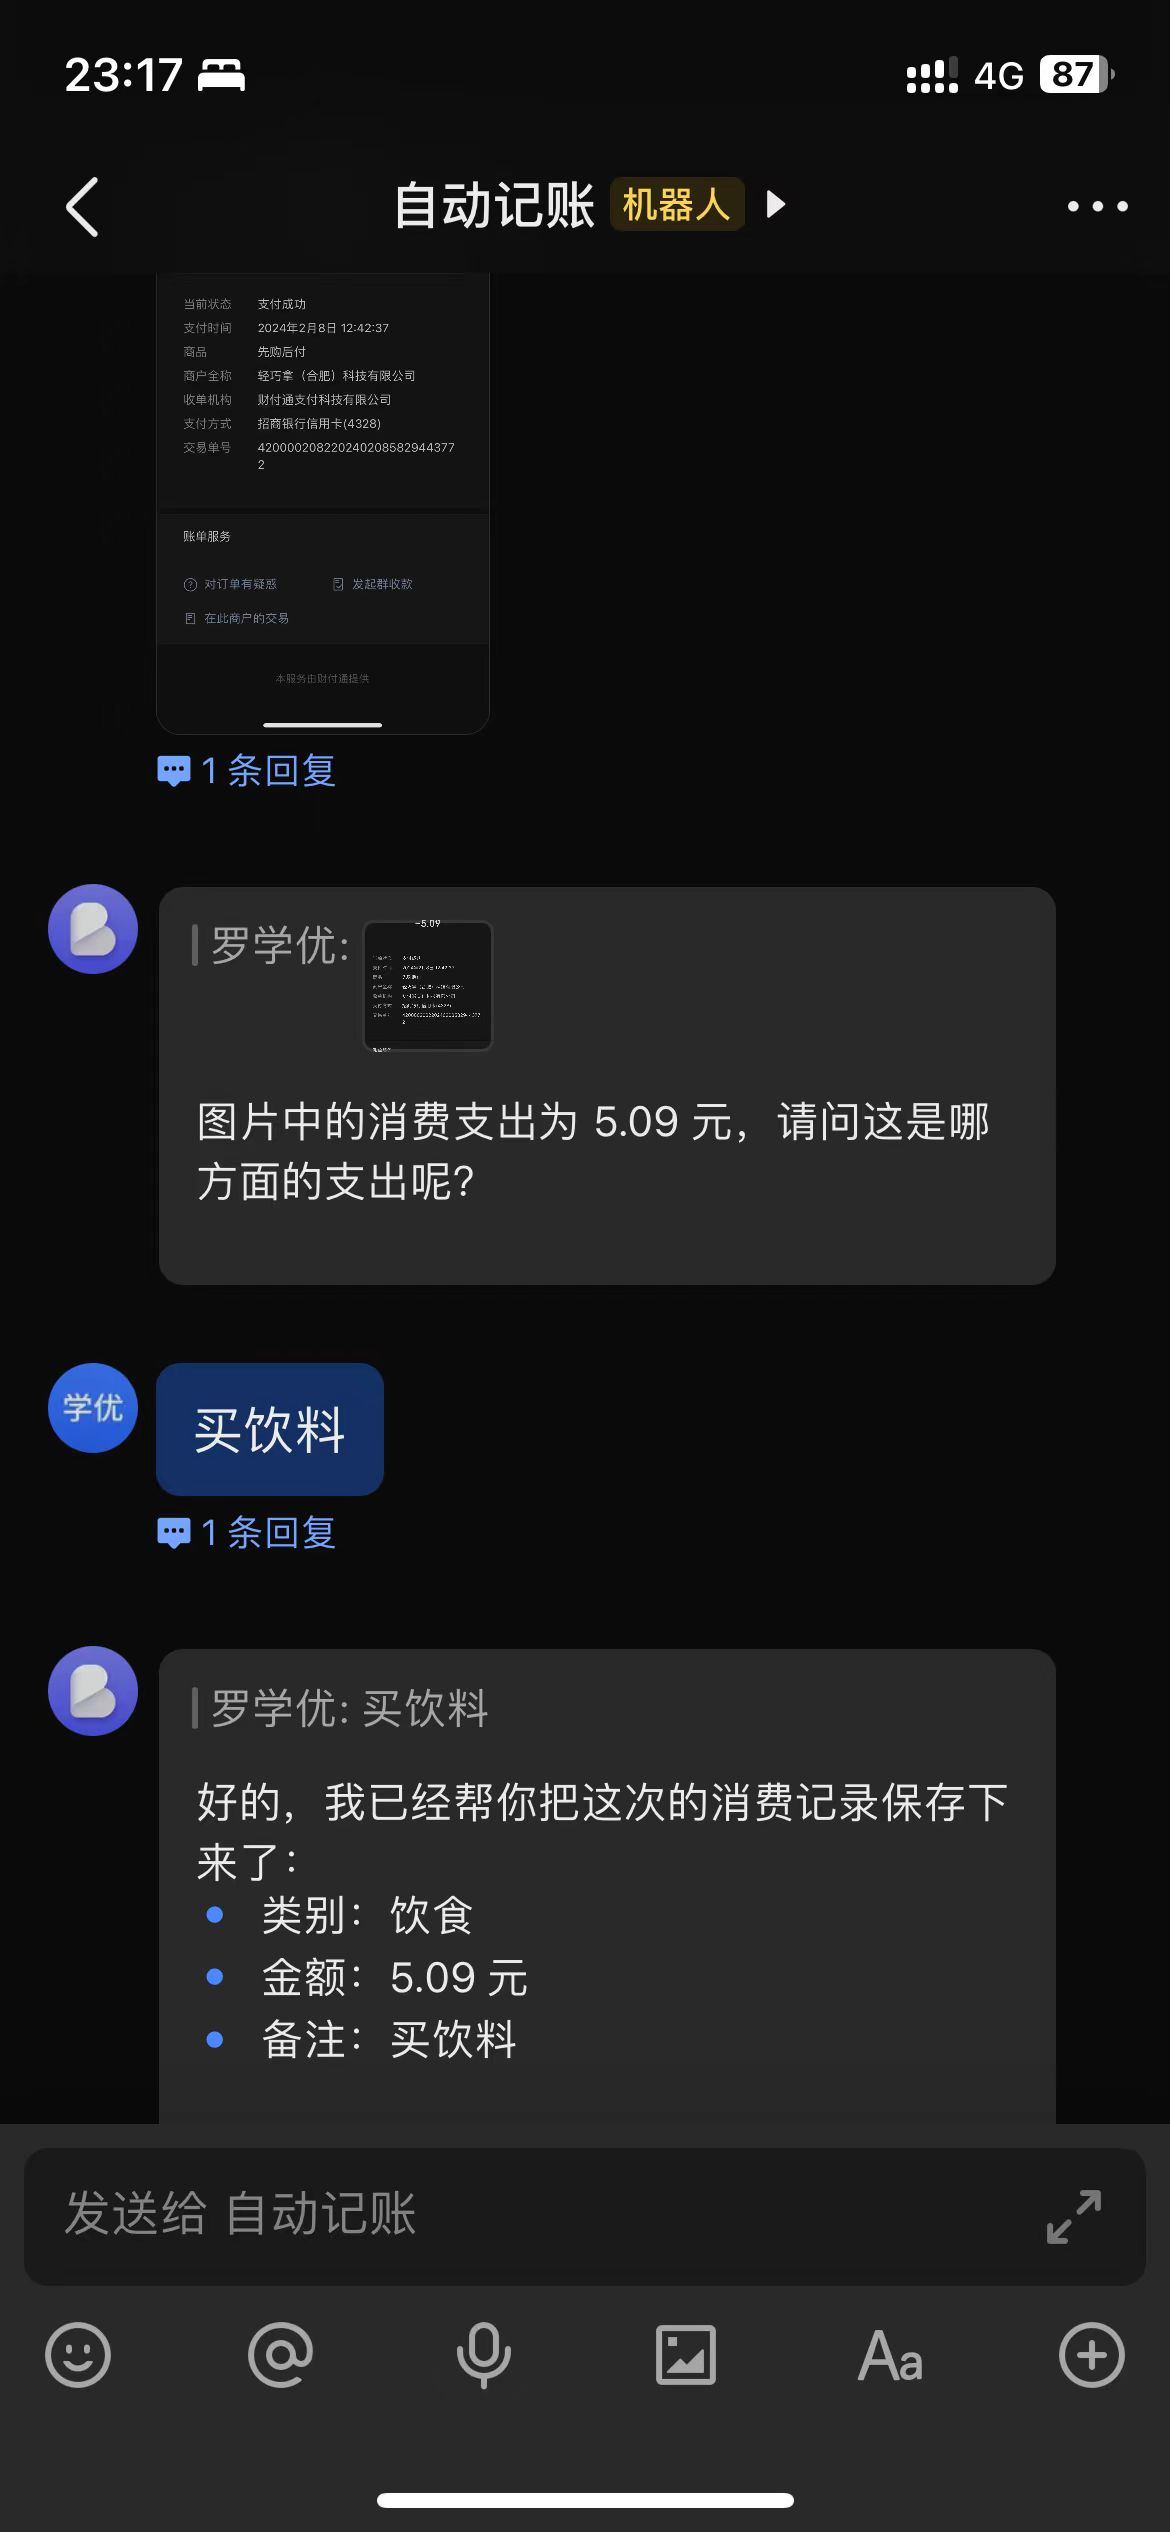 23:17
4G 87
自动记账 机器人
当前状态 支付成功
支付时间 2024年2月8日 12:42:37
商品 先购后付
商户全称 轻巧拿（合肥）科技有限公司
收单机构 财付通支付科技有限公司
支付方式 招商银行信用卡(4328)
交易单号 420000208220240208582944377
2
账单服务
对订单有疑惑 发起群收款
在此商户的交易
本服务由财付通提供
1 条回复
罗学优:
-5.09
图片中的消费支出为 5.09 元，请问这是哪
方面的支出呢?
学优
买饮料
1 条回复
罗学优: 买饮料
好的，我已经帮你把这次的消费记录保存下
来了：
类别：饮食
金额：5.09 元
备注：买饮料
发送给 自动记账
Aa